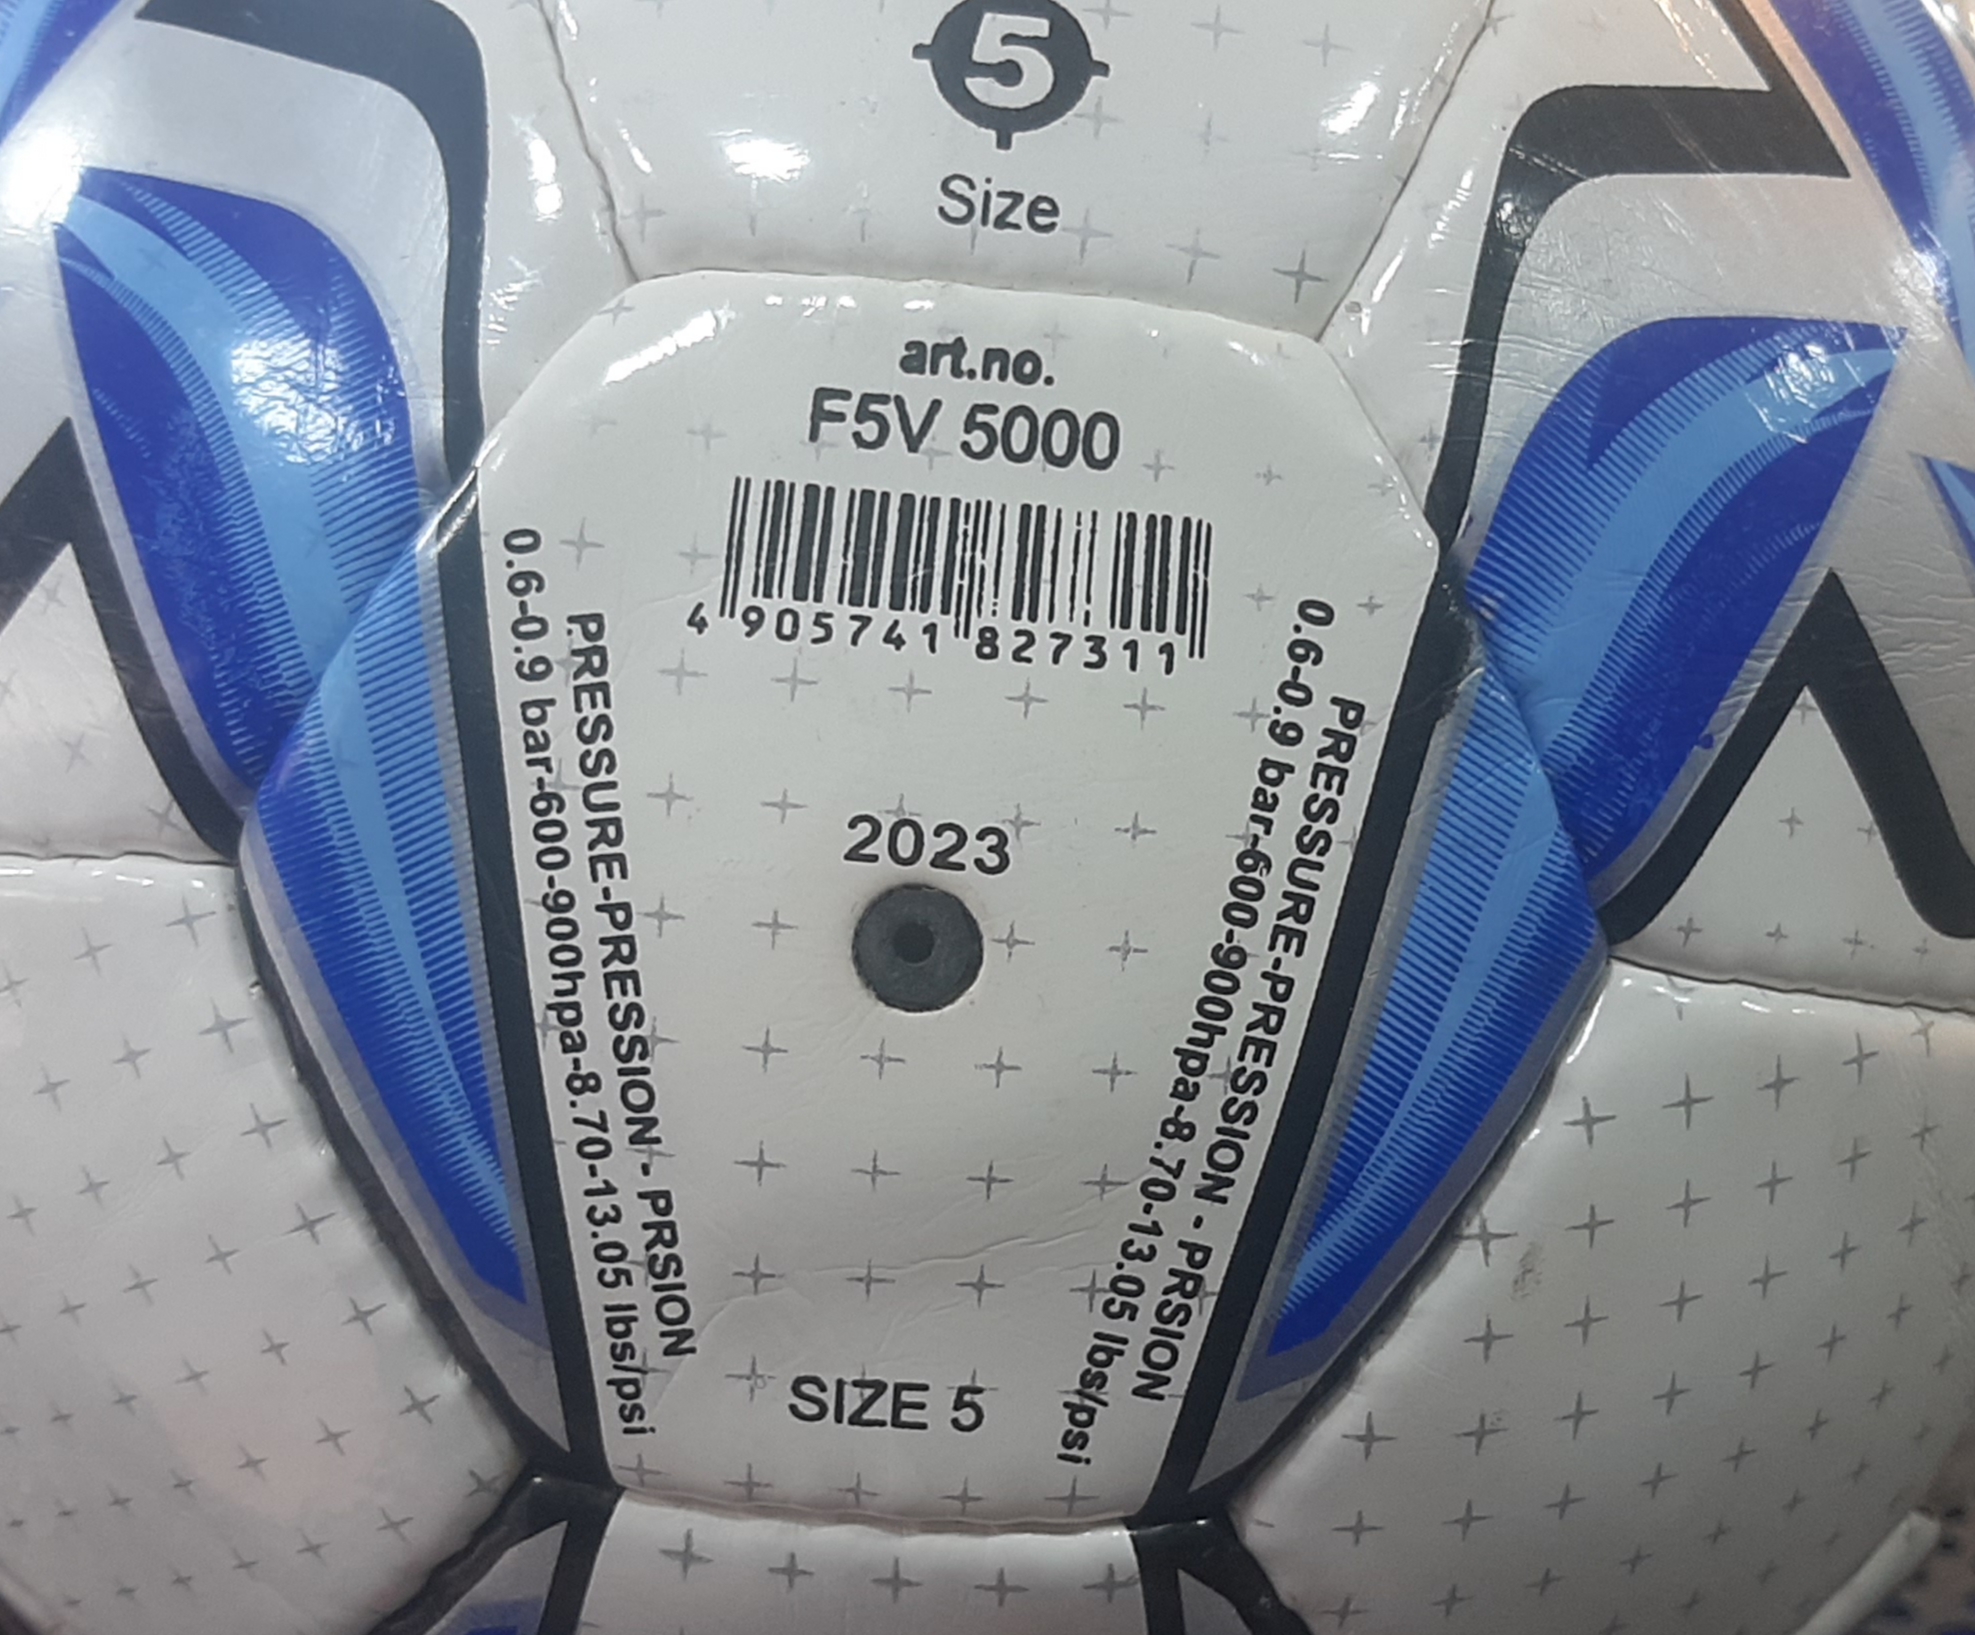 5
Size
art.no.
F5V 5000
4 905741 827311
PRESSURE-PRESSION - PRSION
0.6-0.9 bar-600-900hpa-8.70-13.05 lbs/psi
2023
PRESSURE-PRESSION - PRSION
0.6-0.9 bar-600-900hpa-8.70-13.05 lbs/psi
SIZE 5